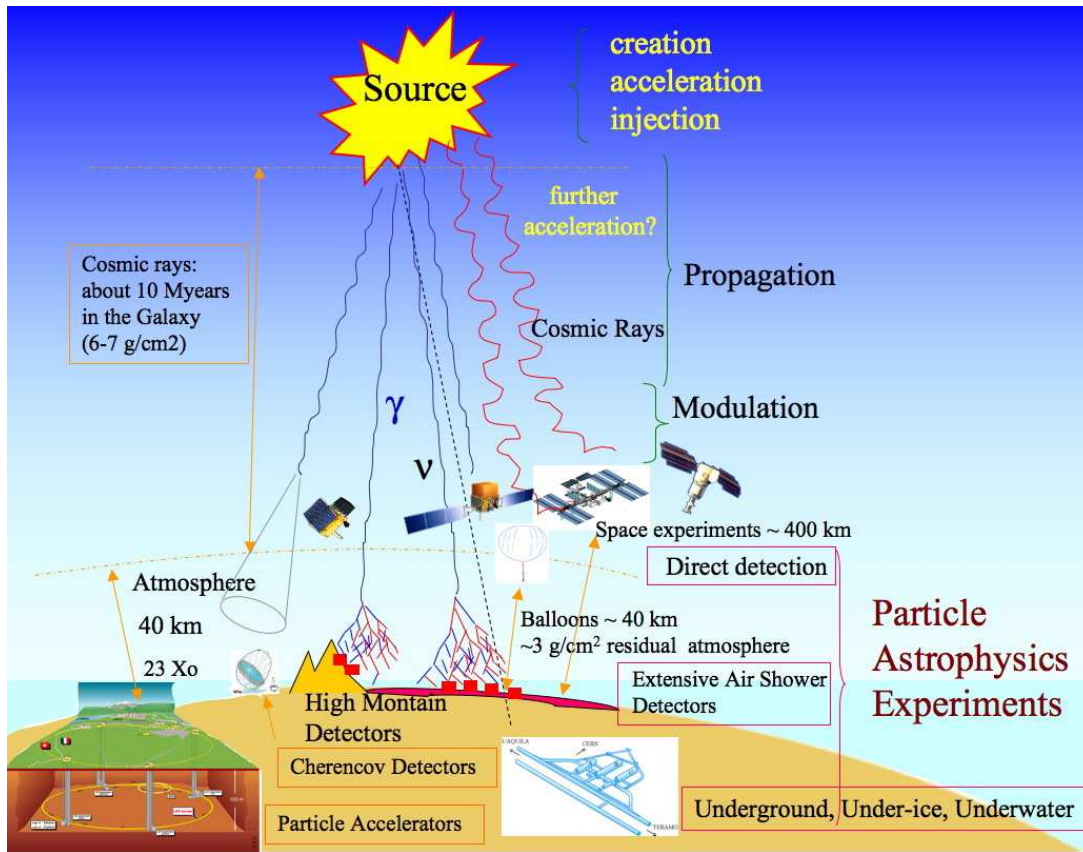 Source
creation
acceleration
injection
further
acceleration?
Cosmic rays:
about 10 Myears
in the Galaxy
(6-7 g/cm2)
Propagation
Cosmic Rays
γ
Modulation
ν
Space experiments ~ 400 km
Direct detection
Atmosphere
40 km
23 Xo
Balloons ~ 40 km
~3 g/cm² residual atmosphere
Particle
Astrophysics
Experiments
Extensive Air Shower
Detectors
High Montain
Detectors
Cherencov Detectors
Particle Accelerators
L'AQUILA
CERN
TERAMO
Underground, Under-ice, Underwater